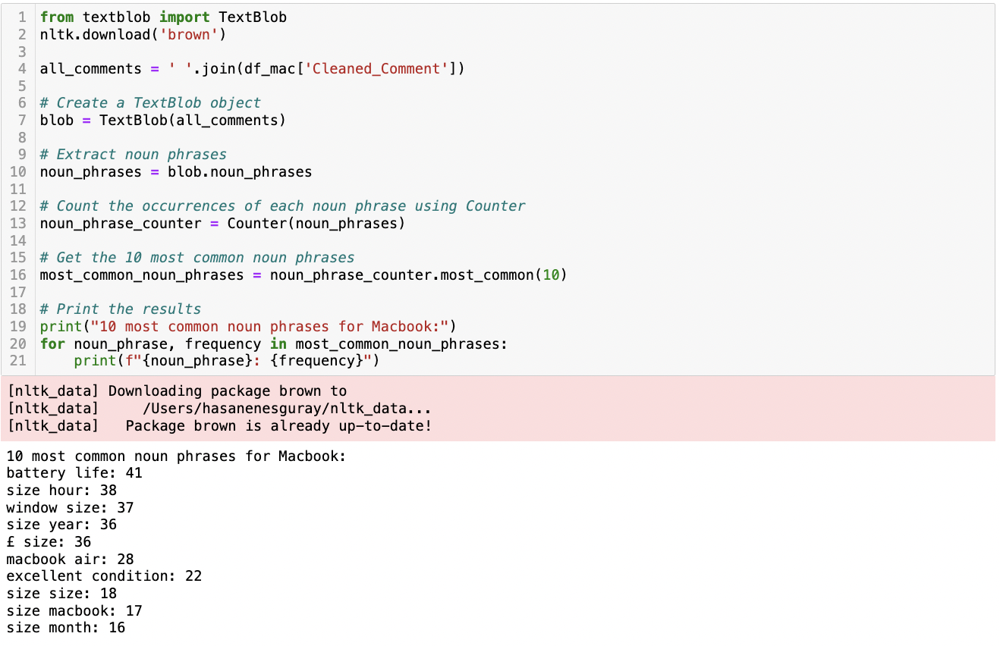 1 from textblob import TextBlob
2 nltk.download('brown')
3
4 all_comments = ' '.join(df_mac['Cleaned_Comment'])
5
6 # Create a TextBlob object
7 blob = TextBlob(all_comments)
8
9 # Extract noun phrases
10 noun_phrases = blob.noun_phrases
11
12 # Count the occurrences of each noun phrase using Counter
13 noun_phrase_counter = Counter(noun_phrases)
14
15 # Get the 10 most common noun phrases
16 most_common_noun_phrases = noun_phrase_counter.most_common(10)
17
18 # Print the results
19 print("10 most common noun phrases for Macbook:")
20 for noun_phrase, frequency in most_common_noun_phrases:
21     print(f"{noun_phrase}: {frequency}")
[nltk_data] Downloading package brown to
[nltk_data]     /Users/hasanenesguray/nltk_data...
[nltk_data]   Package brown is already up-to-date!
10 most common noun phrases for Macbook:
battery life: 41
size hour: 38
window size: 37
size year: 36
£ size: 36
macbook air: 28
excellent condition: 22
size size: 18
size macbook: 17
size month: 16